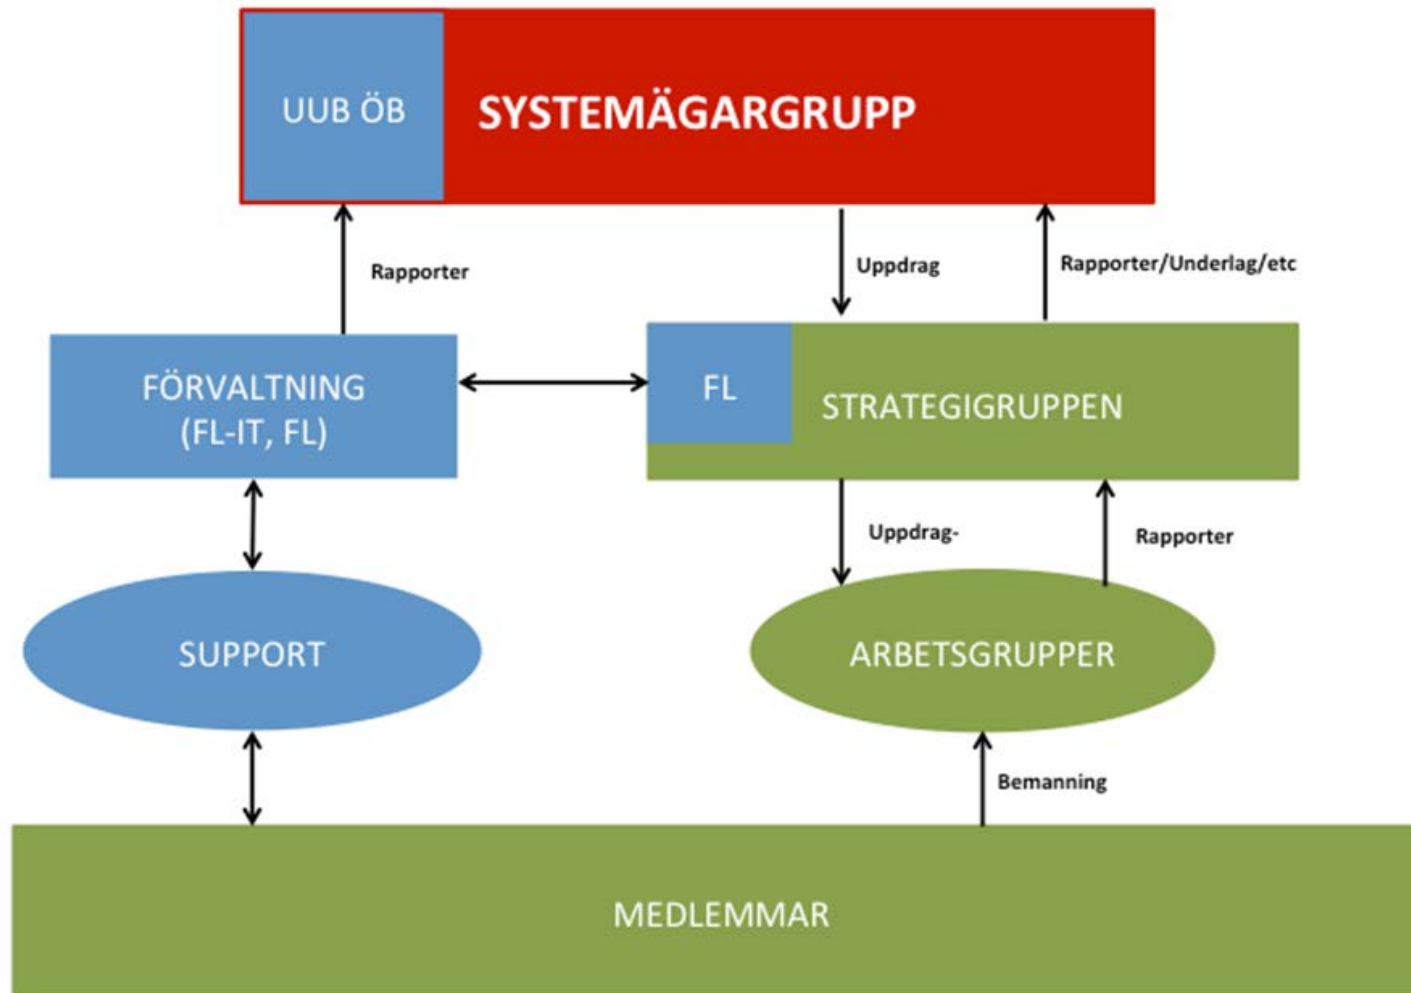 UUB ÖB
SYSTEMÄGARGRUPP
Rapporter
Uppdrag
Rapporter/Underlag/etc
FÖRVALTNING
(FL-IT, FL)
FL
STRATEGIGRUPPEN
Uppdrag-
Rapporter
SUPPORT
ARBETSGRUPPER
Bemanning
MEDLEMMAR